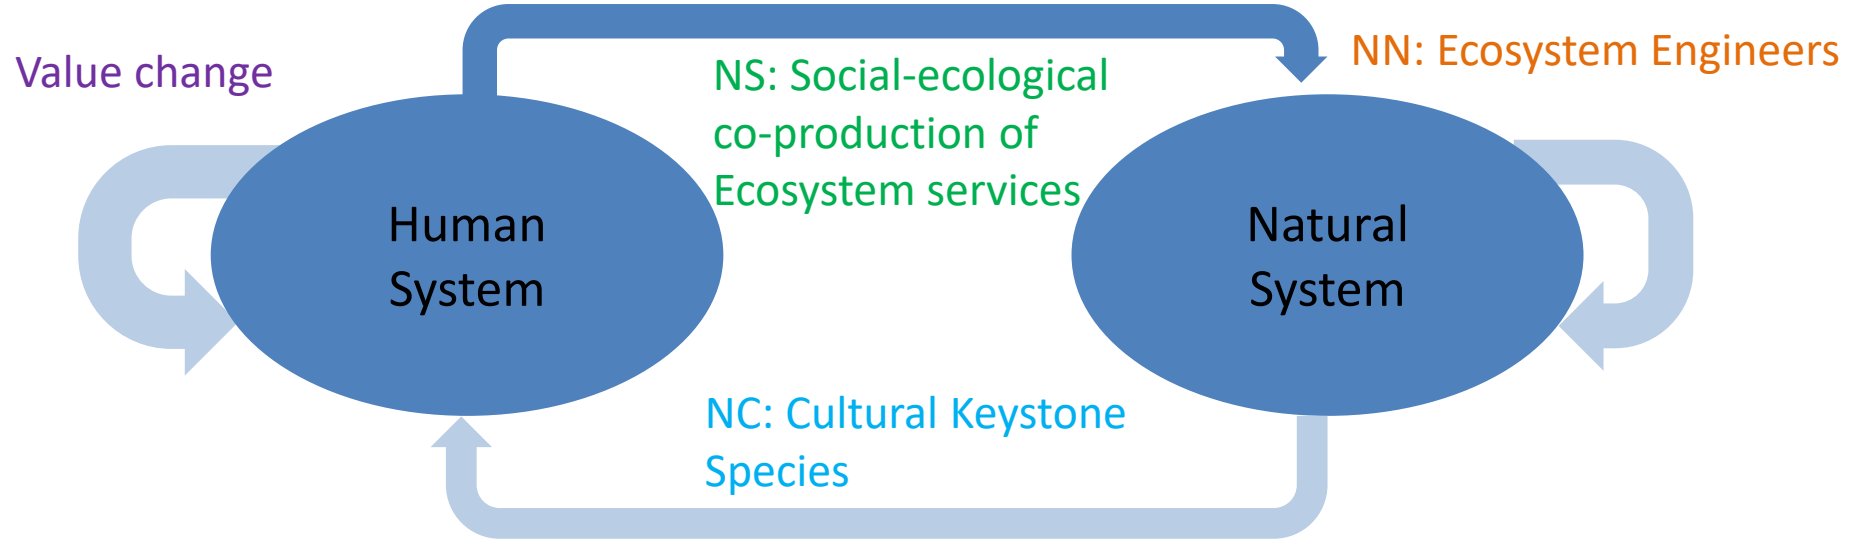 Value change
NS: Social-ecological
co-production of
Ecosystem services
NN: Ecosystem Engineers
Human
System
Natural
System
NC: Cultural Keystone
Species